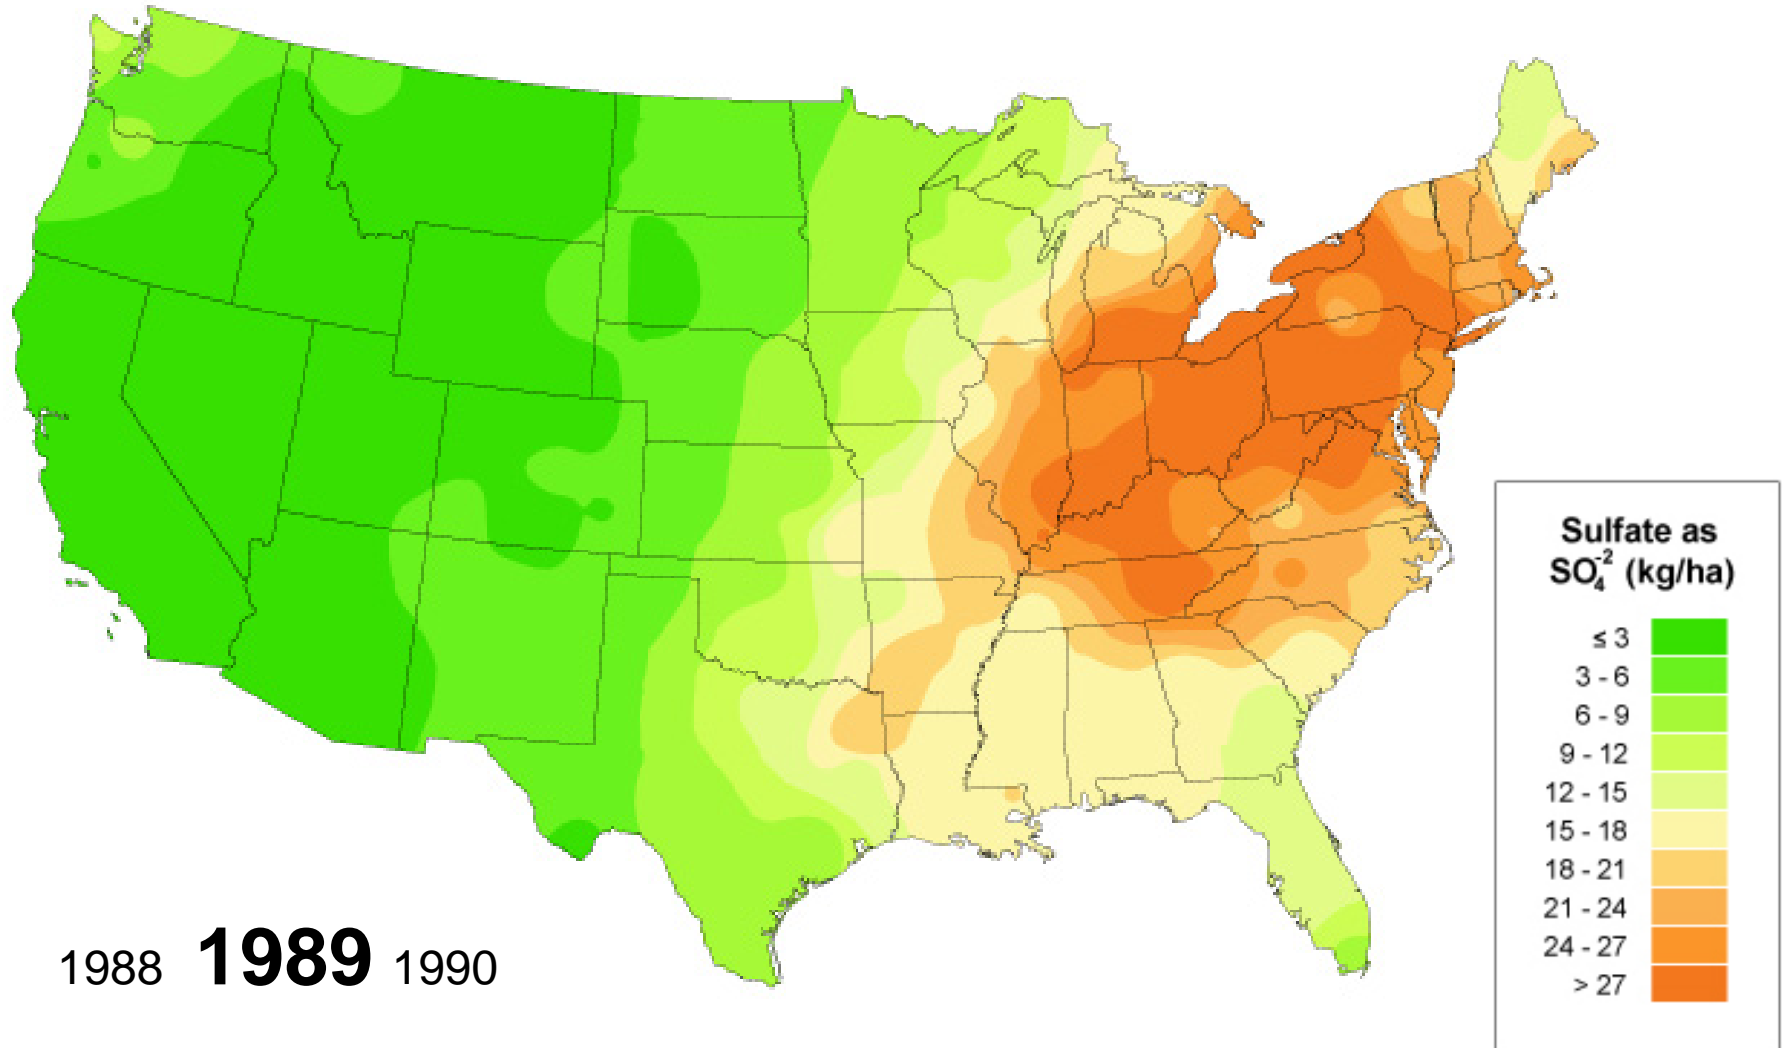 Sulfate as
SO₄⁻² (kg/ha)
≤ 3
3 - 6
6 - 9
9 - 12
12 - 15
15 - 18
18 - 21
21 - 24
24 - 27
> 27
1988 1989 1990